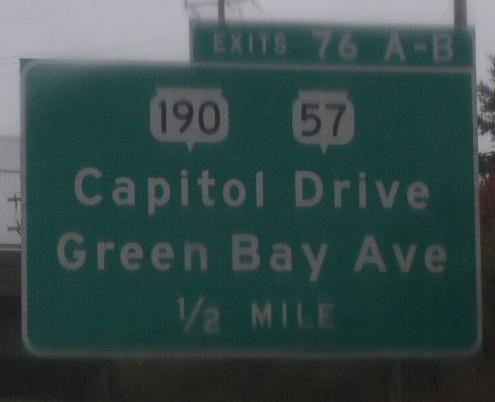 EXITS 76 A-B
190 57
Capitol Drive
Green Bay Ave
1/2 MILE